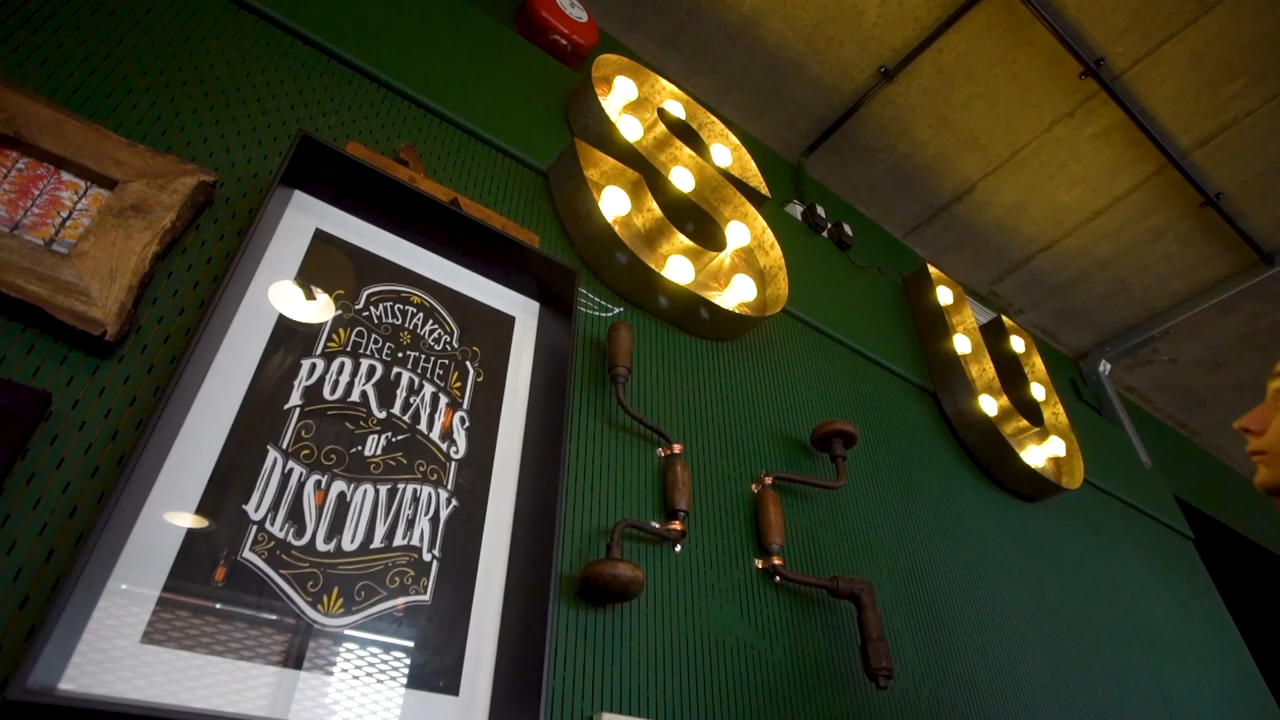 MISTAKES
ARE • THE
PORTALS
OF
DISCOVERY
S U